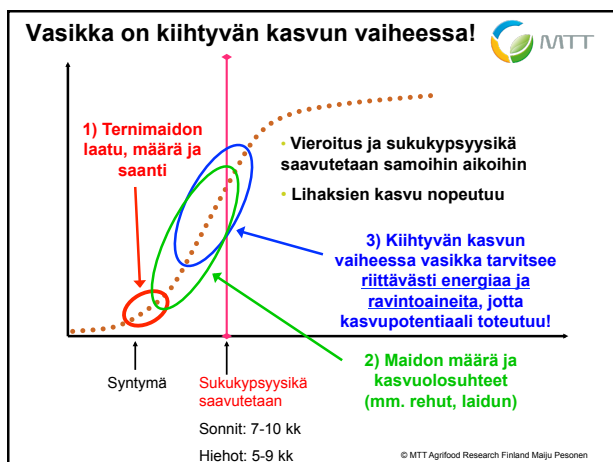 Vasikka on kiihtyvän kasvun vaiheessa!
MTT
1) Ternimaidon
laatu, määrä ja
saanti
• Vieroitus ja sukukypsyysikä
saavutetaan samoihin aikoihin
• Lihaksien kasvu nopeutuu
3) Kiihtyvän kasvun
vaiheessa vasikka tarvitsee
riittävästi energiaa ja
ravintoaineita, jotta
kasvupotentiaali toteutuu!
2) Maidon määrä ja
kasvuolosuhteet
(mm. rehut, laidun)
Syntymä
Sukukypsyysikä
saavutetaan
Sonnit: 7-10 kk
Hiehot: 5-9 kk
© MTT Agrifood Research Finland Maiju Pesonen